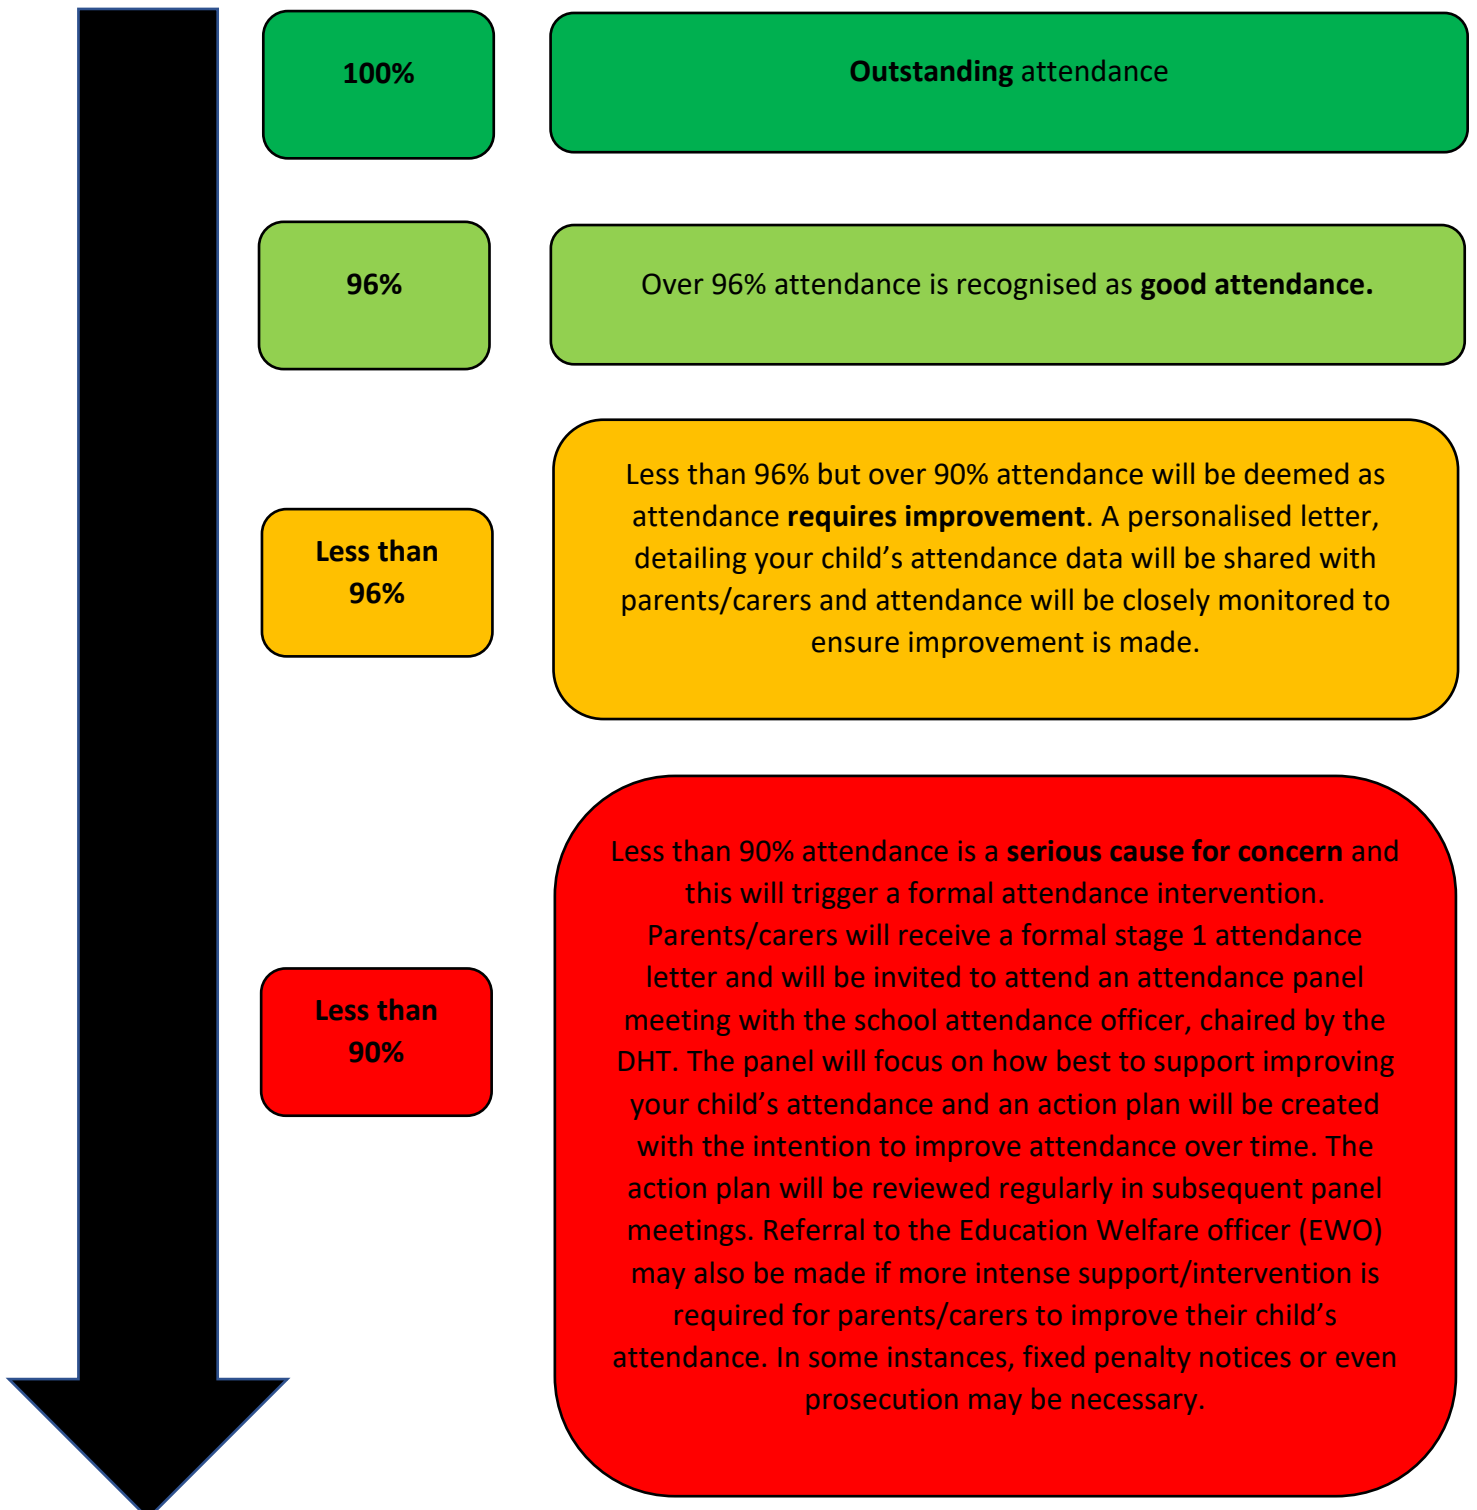 100%
Outstanding attendance
96%
Over 96% attendance is recognised as good attendance.
Less than
96%
Less than 96% but over 90% attendance will be deemed as
attendance requires improvement. A personalised letter,
detailing your child’s attendance data will be shared with
parents/carers and attendance will be closely monitored to
ensure improvement is made.
Less than
90%
Less than 90% attendance is a serious cause for concern and
this will trigger a formal attendance intervention.
Parents/carers will receive a formal stage 1 attendance
letter and will be invited to attend an attendance panel
meeting with the school attendance officer, chaired by the
DHT. The panel will focus on how best to support improving
your child’s attendance and an action plan will be created
with the intention to improve attendance over time. The
action plan will be reviewed regularly in subsequent panel
meetings. Referral to the Education Welfare officer (EWO)
may also be made if more intense support/intervention is
required for parents/carers to improve their child’s
attendance. In some instances, fixed penalty notices or even
prosecution may be necessary.